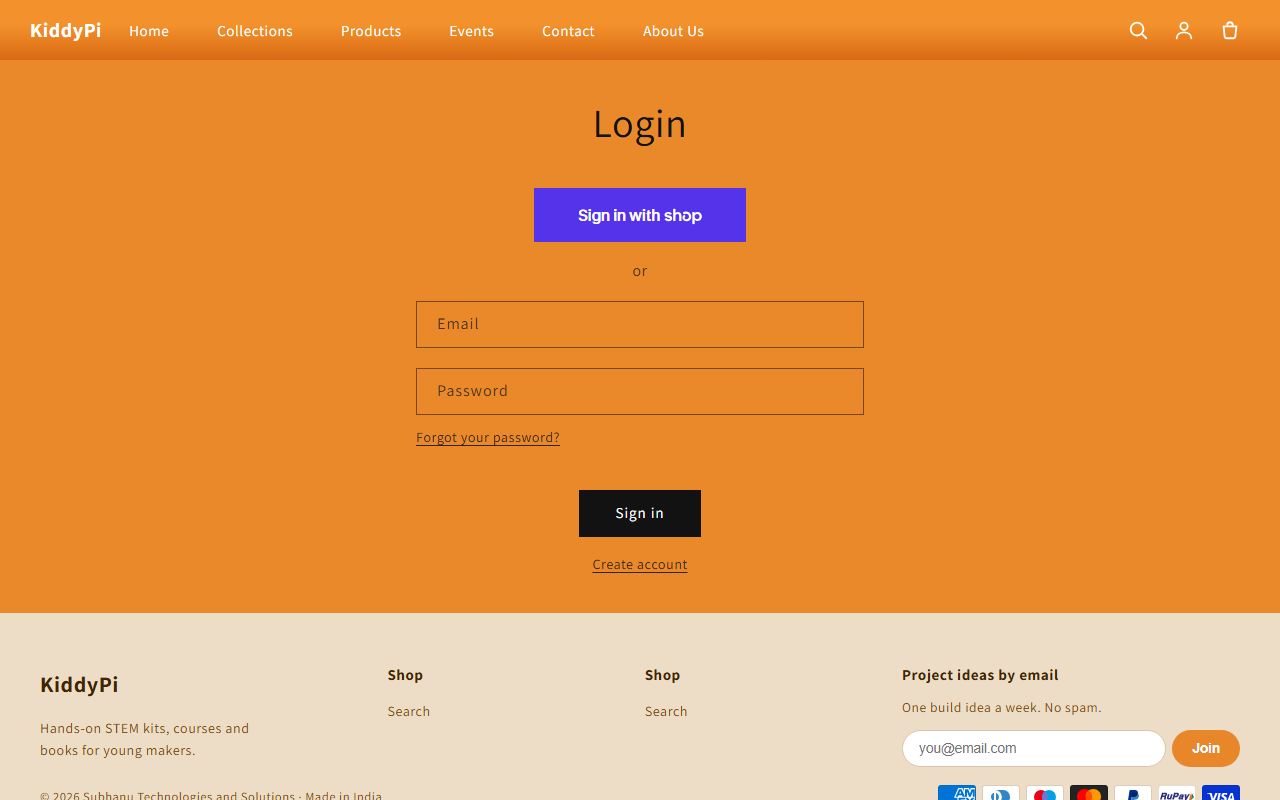 KiddyPi Home Collections Products Events Contact About Us
Login
Sign in with shop
or
Email
Password
Forgot your password?
Sign in
Create account
KiddyPi
Hands-on STEM kits, courses and
books for young makers.
Shop
Search
Shop
Search
Project ideas by email
One build idea a week. No spam.
you@email.com Join
© 2026 Subhanu Technologies and Solutions · Made in India
AM
RuPay
VISA